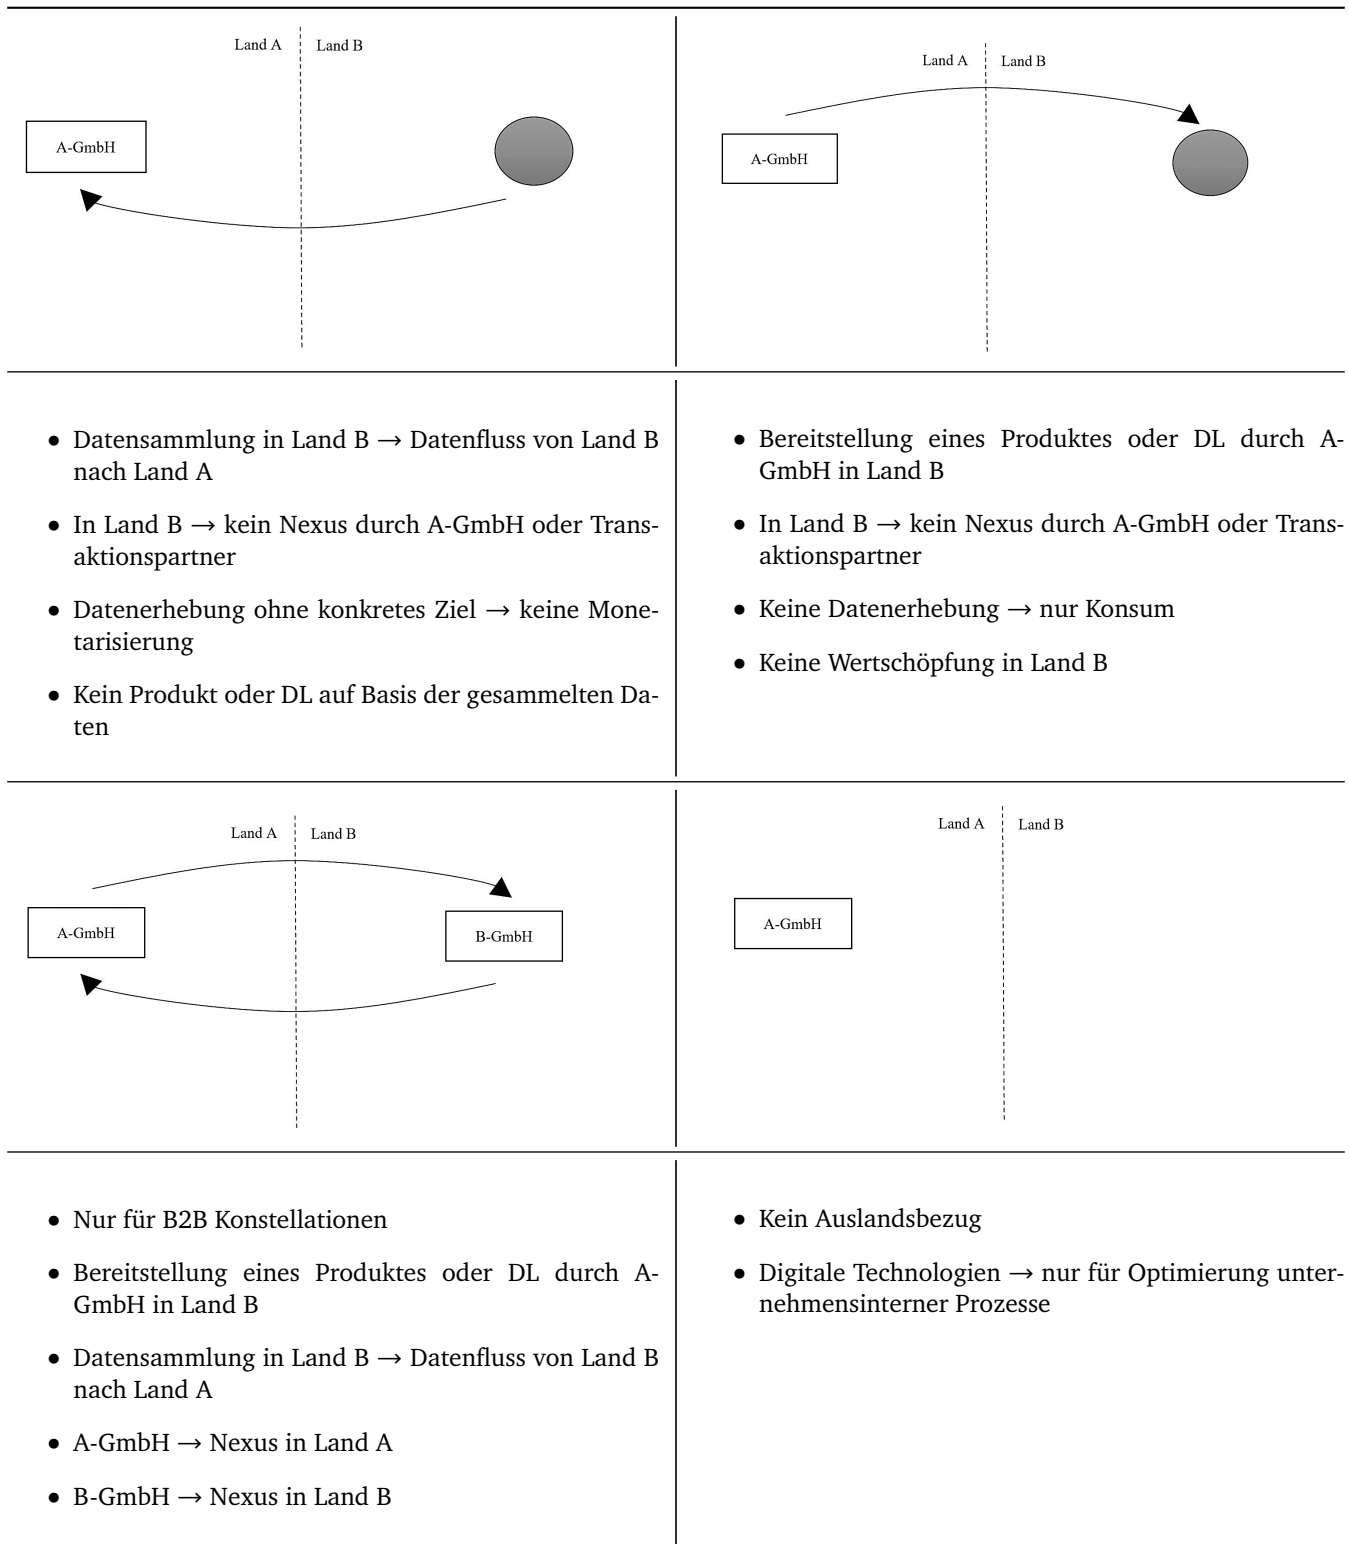 Land A Land B
A-GmbH
Land A Land B
A-GmbH
• Datensammlung in Land B → Datenfluss von Land B
nach Land A
• In Land B → kein Nexus durch A-GmbH oder Trans-
aktionspartner
• Datenerhebung ohne konkretes Ziel → keine Mone-
tarisierung
• Kein Produkt oder DL auf Basis der gesammelten Da-
ten
• Bereitstellung eines Produktes oder DL durch A-
GmbH in Land B
• In Land B → kein Nexus durch A-GmbH oder Trans-
aktionspartner
• Keine Datenerhebung → nur Konsum
• Keine Wertschöpfung in Land B
Land A Land B
A-GmbH B-GmbH
Land A Land B
A-GmbH
• Nur für B2B Konstellationen
• Bereitstellung eines Produktes oder DL durch A-
GmbH in Land B
• Datensammlung in Land B → Datenfluss von Land B
nach Land A
• A-GmbH → Nexus in Land A
• B-GmbH → Nexus in Land B
• Kein Auslandsbezug
• Digitale Technologien → nur für Optimierung unter-
nehmensinterner Prozesse